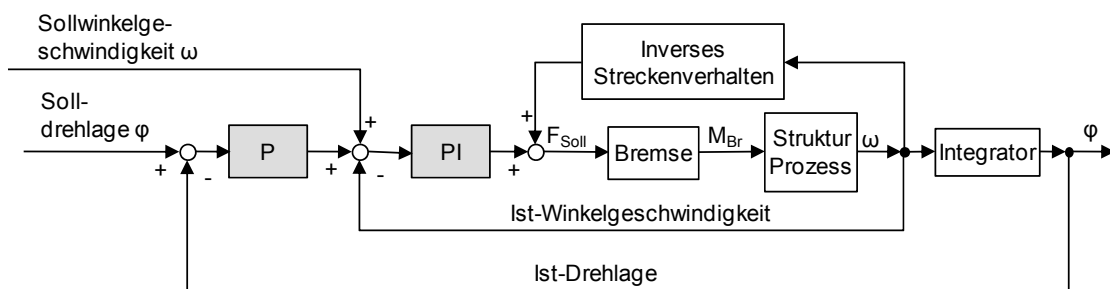 Sollwinkelge-
schwindigkeit ω
Soll-
drehlage φ
+
-
P
+
+
-
PI
+
+
Inverses
Streckenverhalten
F_Soll
Bremse
M_Br
Struktur
Prozess
ω
Integrator
φ
Ist-Winkelgeschwindigkeit
Ist-Drehlage